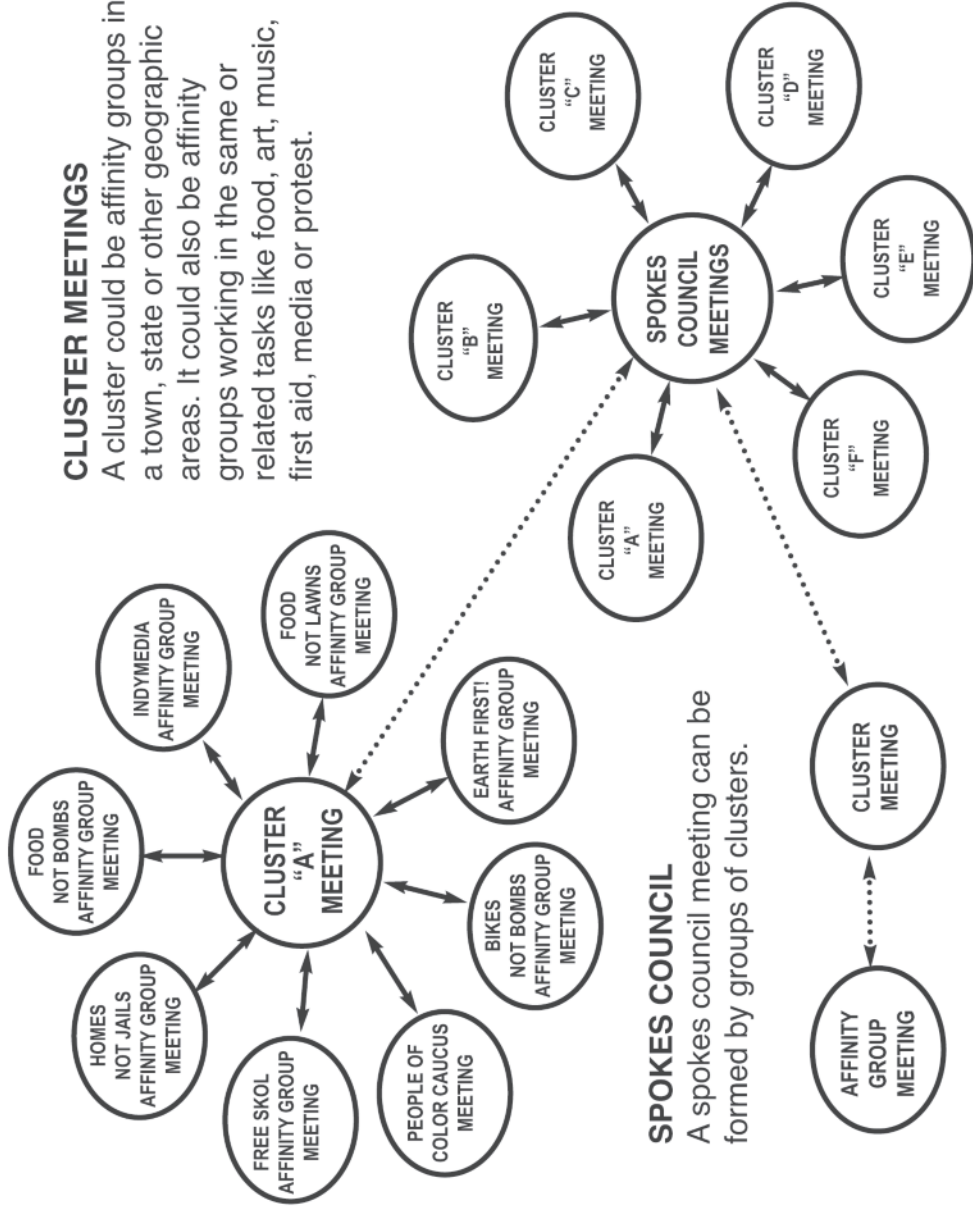 CLUSTER MEETINGS
A cluster could be affinity groups in
a town, state or other geographic
areas. It could also be affinity
groups working in the same or
related tasks like food, art, music,
first aid, media or protest.
FOOD
NOT BOMBS
AFFINITY GROUP
MEETING
INDYMEDIA
AFFINITY GROUP
MEETING
HOMES
NOT JAILS
AFFINITY GROUP
MEETING
FOOD
NOT LAWNS
AFFINITY GROUP
MEETING
CLUSTER
“A”
MEETING
FREE SKOL
AFFINITY GROUP
MEETING
EARTH FIRST!
AFFINITY GROUP
MEETING
PEOPLE OF
COLOR CAUCUS
MEETING
BIKES
NOT BOMBS
AFFINITY GROUP
MEETING
CLUSTER
“B”
MEETING
CLUSTER
“C”
MEETING
CLUSTER
“A”
MEETING
SPOKES
COUNCIL
MEETINGS
CLUSTER
“D”
MEETING
CLUSTER
“F”
MEETING
CLUSTER
“E”
MEETING
SPOKES COUNCIL
A spokes council meeting can be
formed by groups of clusters.
AFFINITY
GROUP
MEETING
CLUSTER
MEETING